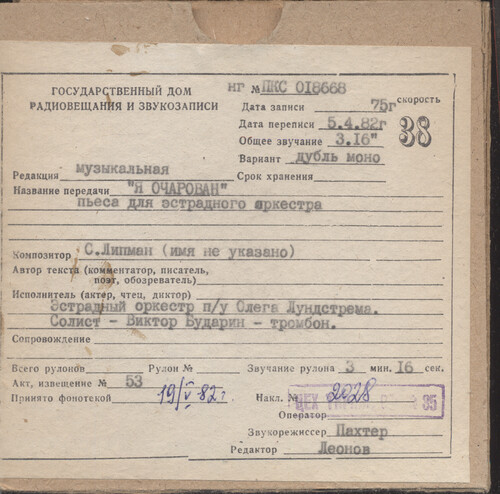 ГОСУДАРСТВЕННЫЙ ДОМ
РАДИОВЕЩАНИЯ И ЗВУКОЗАПИСИ
нг № ПКС 018668
Дата записи 75г
скорость
Дата переписи 5.4.82г
38
Общее звучание 3.16"
Вариант дубль моно
Редакция музыкальная
Срок хранения
Название передачи "Я ОЧАРОВАН"
пьеса для эстрадного оркестра
Композитор С.Липман (имя не указано)
Автор текста (комментатор, писатель,
поэт, обозреватель)
Исполнитель (актер, чтец, диктор)
Эстрадный оркестр п/у Олега Лундстрема.
Солист - Виктор Бударин - тромбон.
Сопровождение
Всего рулонов Рулон № Звучание рулона 3 мин. 16 сек.
Акт, извещение № 53
Принято фонотекой 19/V-82г. Накл. № 2028
ЦЕХ 35
Оператор
Звукорежиссер Пахтер
Редактор Леонов